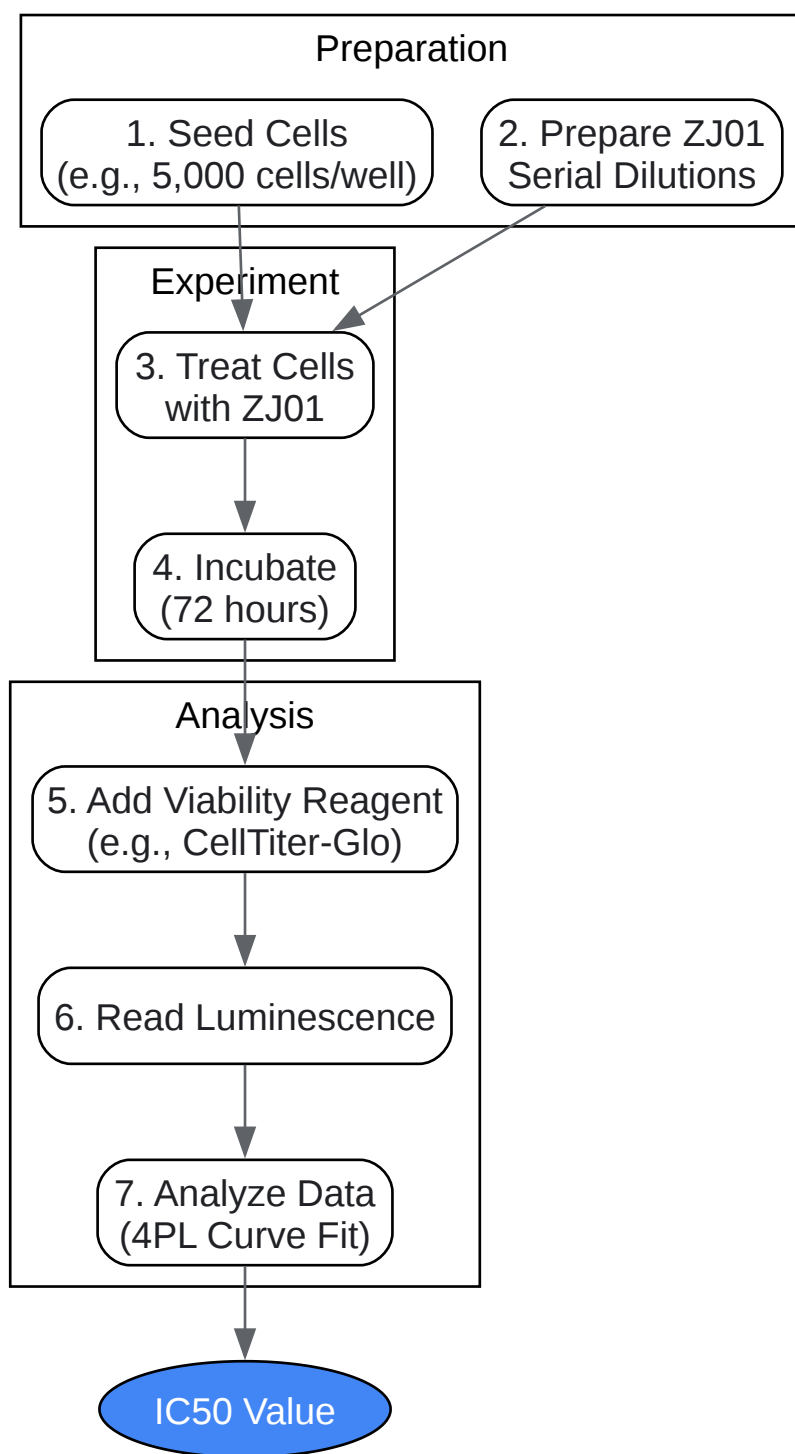 Preparation
1. Seed Cells
(e.g., 5,000 cells/well)
2. Prepare ZJ01
Serial Dilutions
Experiment
3. Treat Cells
with ZJ01
4. Incubate
(72 hours)
Analysis
5. Add Viability Reagent
(e.g., CellTiter-Glo)
6. Read Luminescence
7. Analyze Data
(4PL Curve Fit)
IC50 Value